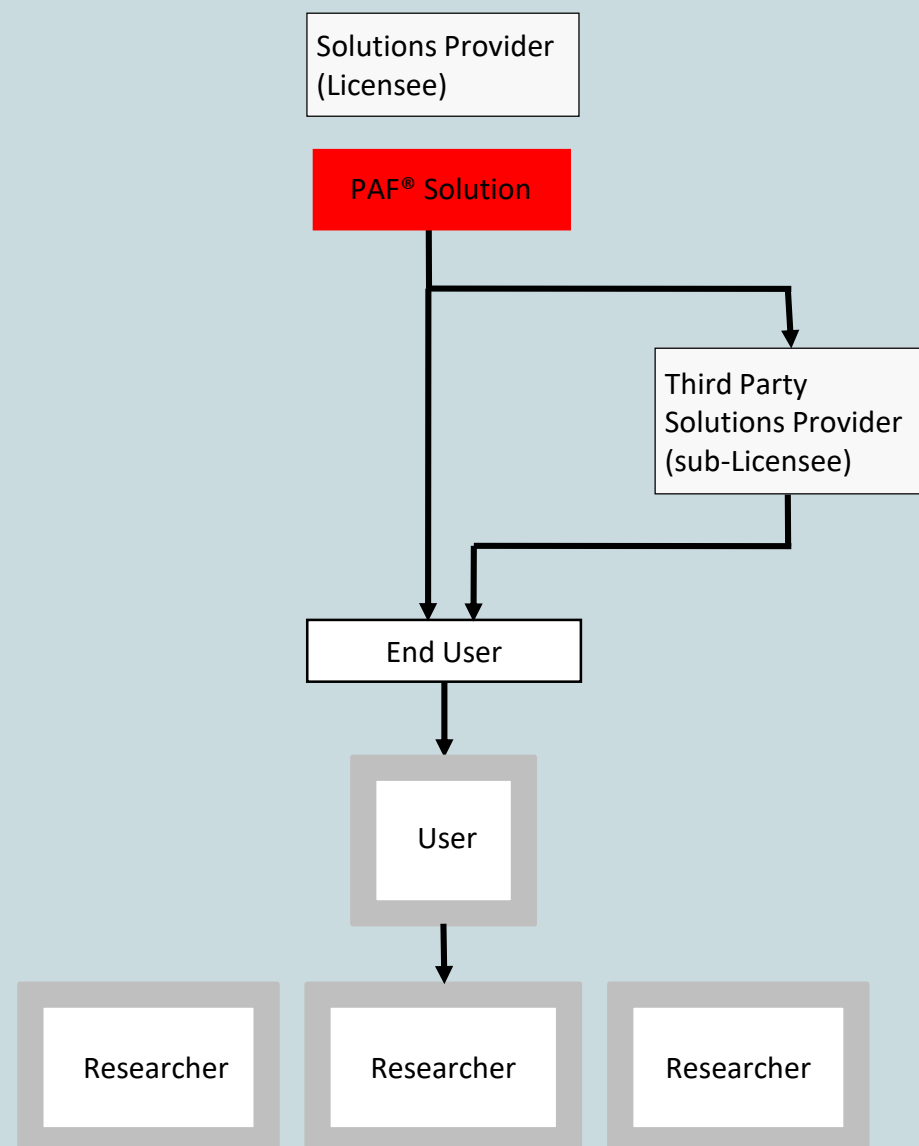 Solutions Provider
(Licensee)
PAF® Solution
Third Party
Solutions Provider
(sub-Licensee)
End User
User
Researcher
Researcher
Researcher